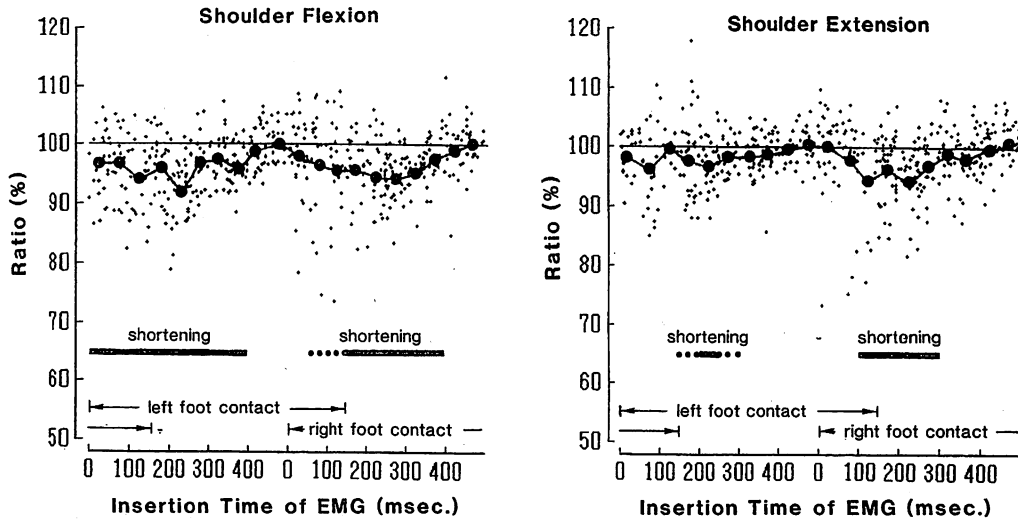 Shoulder Flexion
120
110
100
90
80
70
60
50
Ratio (%)
shortening
shortening
left foot contact
right foot contact
0 100 200 300 400 0 100 200 300 400
Insertion Time of EMG (msec.)
Shoulder Extension
120
110
100
90
80
70
60
50
Ratio (%)
shortening
shortening
left foot contact
right foot contact
0 100 200 300 400 0 100 200 300 400
Insertion Time of EMG (msec.)